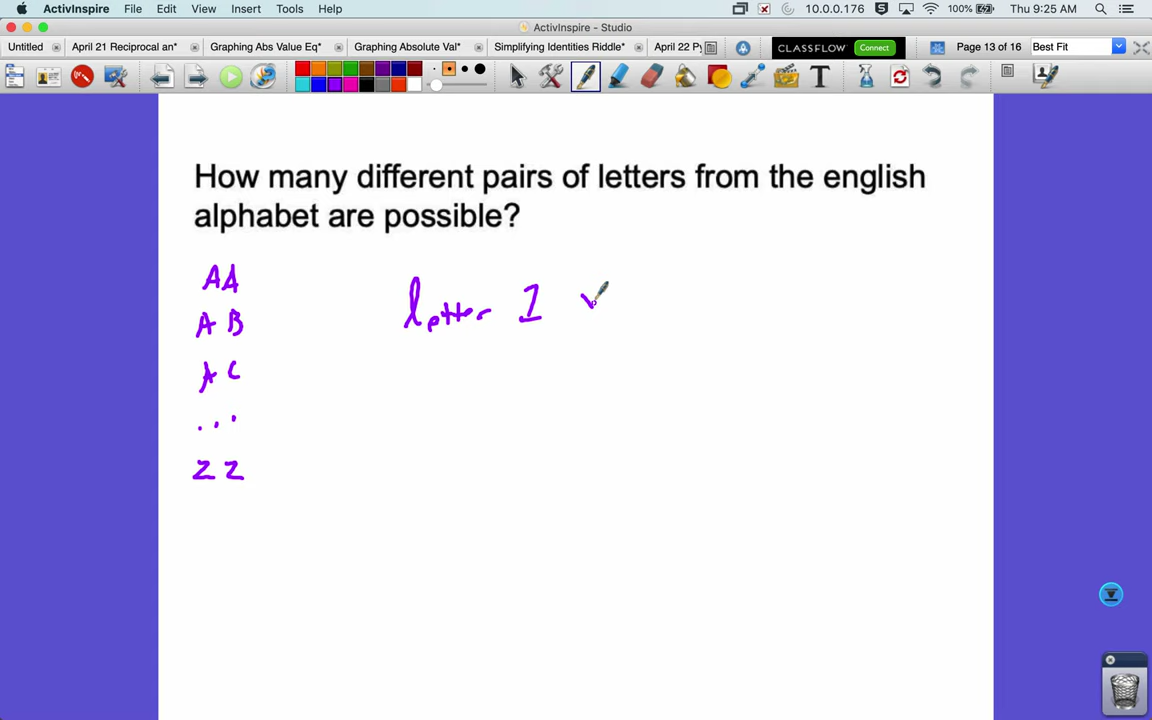 ActivInspire File Edit View Insert Tools Help 10.0.0.176 100% Thu 9:25 AM
ActivInspire - Studio
Untitled April 21 Reciprocal an* Graphing Abs Value Eq* Graphing Absolute Val* Simplifying Identities Riddle* April 22 Py CLASSFLOW Connect Page 13 of 16 Best Fit
How many different pairs of letters from the english
alphabet are possible?
AA
AB
AC
...
ZZ
letter 1